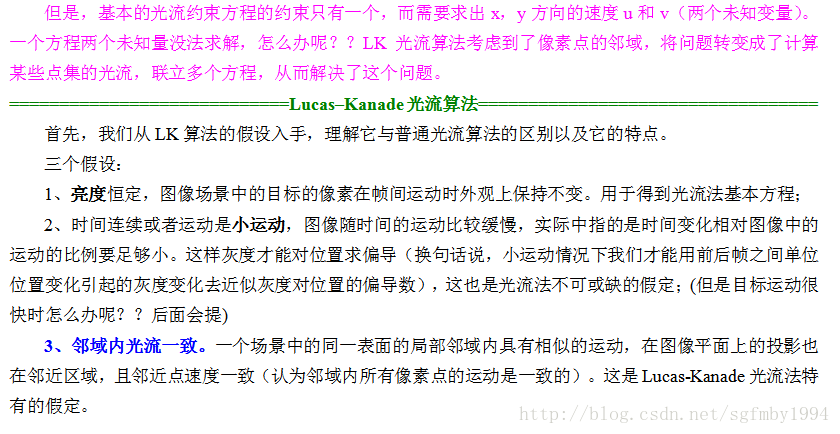 但是，基本的光流约束方程的约束只有一个，而需要求出 x，y 方向的速度 u 和 v（两个未知变量）。
一个方程两个未知量没法求解，怎么办呢？？LK 光流算法考虑到了像素点的邻域，将问题转变成了计算
某些点集的光流，联立多个方程，从而解决了这个问题。
============================Lucas–Kanade光流算法==================================
首先，我们从 LK 算法的假设入手，理解它与普通光流算法的区别以及它的特点。
三个假设：
1、亮度恒定，图像场景中的目标的像素在帧间运动时外观上保持不变。用于得到光流法基本方程；
2、时间连续或者运动是小运动，图像随时间的运动比较缓慢，实际中指的是时间变化相对图像中的
运动的比例要足够小。这样灰度才能对位置求偏导（换句话说，小运动情况下我们才能用前后帧之间单位
位置变化引起的灰度变化去近似灰度对位置的偏导数），这也是光流法不可或缺的假定；(但是目标运动很
快时怎么办呢？？后面会提)
3、邻域内光流一致。一个场景中的同一表面的局部邻域内具有相似的运动，在图像平面上的投影也
在邻近区域，且邻近点速度一致（认为邻域内所有像素点的运动是一致的）。这是 Lucas-Kanade 光流法特
有的假定。
http://blog.csdn.net/sgfmby1994